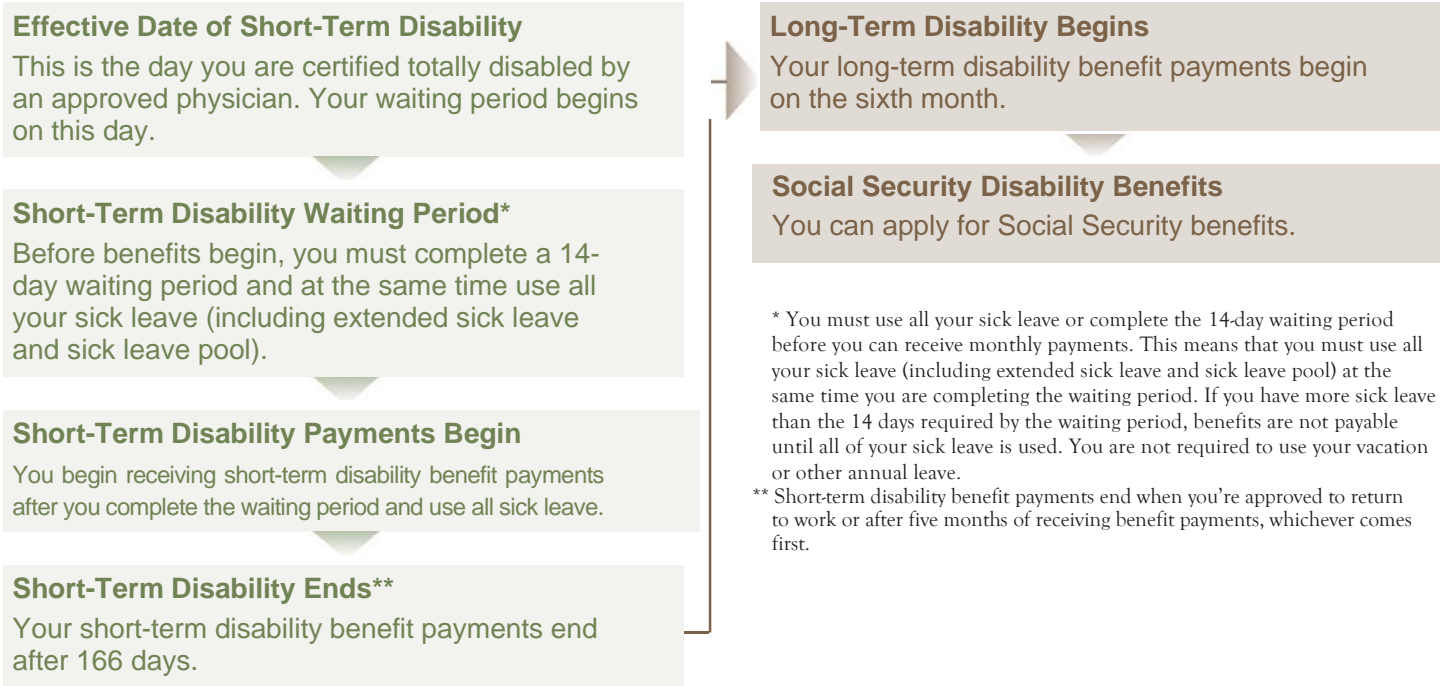 Effective Date of Short-Term Disability
This is the day you are certified totally disabled by
an approved physician. Your waiting period begins
on this day.
Short-Term Disability Waiting Period*
Before benefits begin, you must complete a 14-
day waiting period and at the same time use all
your sick leave (including extended sick leave
and sick leave pool).
Short-Term Disability Payments Begin
You begin receiving short-term disability benefit payments
after you complete the waiting period and use all sick leave.
Short-Term Disability Ends**
Your short-term disability benefit payments end
after 166 days.
Long-Term Disability Begins
Your long-term disability benefit payments begin
on the sixth month.
Social Security Disability Benefits
You can apply for Social Security benefits.
* You must use all your sick leave or complete the 14-day waiting period
before you can receive monthly payments. This means that you must use all
your sick leave (including extended sick leave and sick leave pool) at the
same time you are completing the waiting period. If you have more sick leave
than the 14 days required by the waiting period, benefits are not payable
until all of your sick leave is used. You are not required to use your vacation
or other annual leave.
** Short-term disability benefit payments end when you're approved to return
to work or after five months of receiving benefit payments, whichever comes
first.